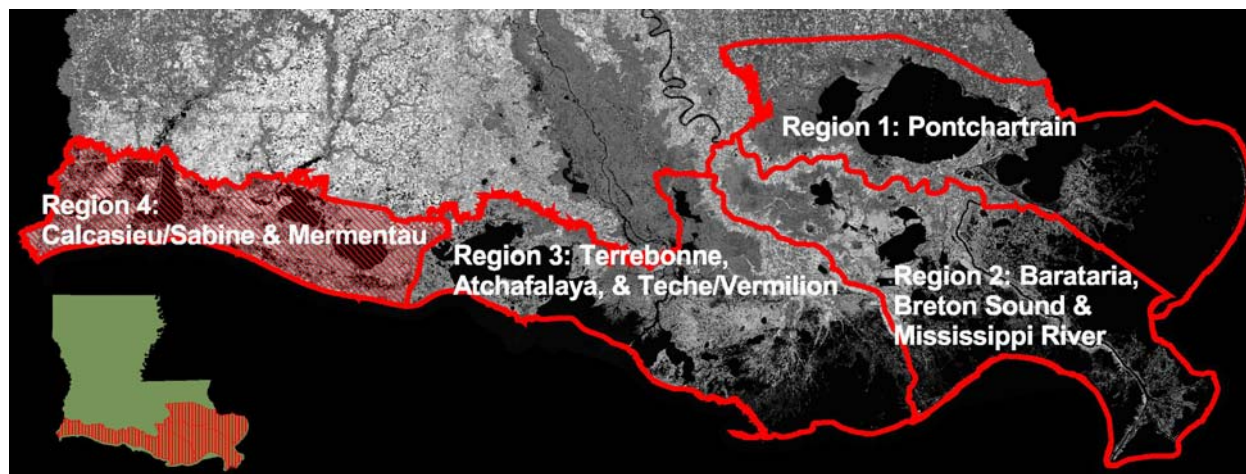 Region 1: Pontchartrain
Region 4:
Calcasieu/Sabine & Mermentau
Region 3: Terrebonne,
Atchafalaya, & Teche/Vermilion
Region 2: Barataria,
Breton Sound &
Mississippi River